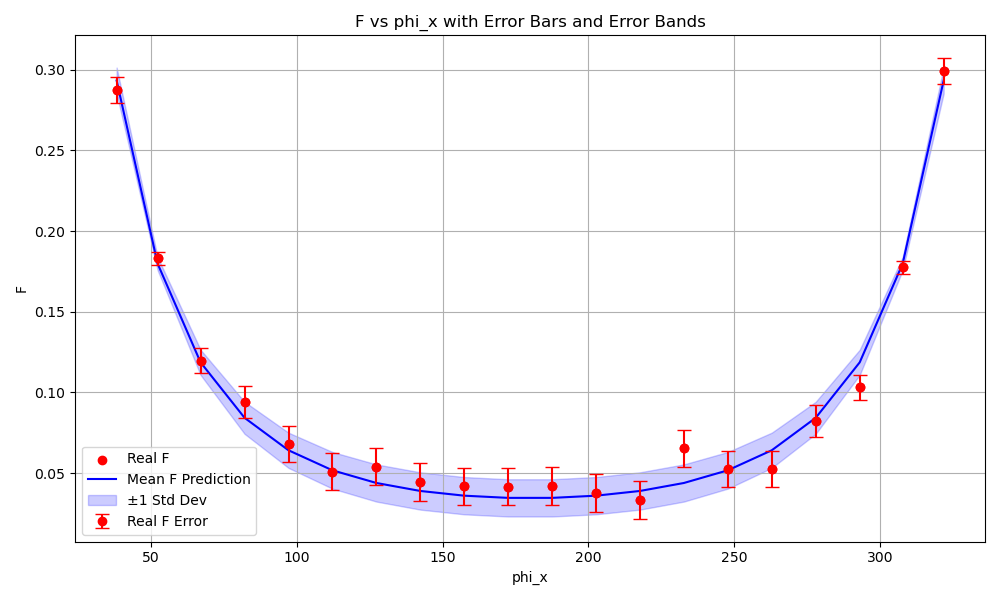 F vs phi_x with Error Bars and Error Bands
F
0.30
0.25
0.20
0.15
0.10
0.05
Real F
Mean F Prediction
±1 Std Dev
Real F Error
50 100 150 200 250 300
phi_x